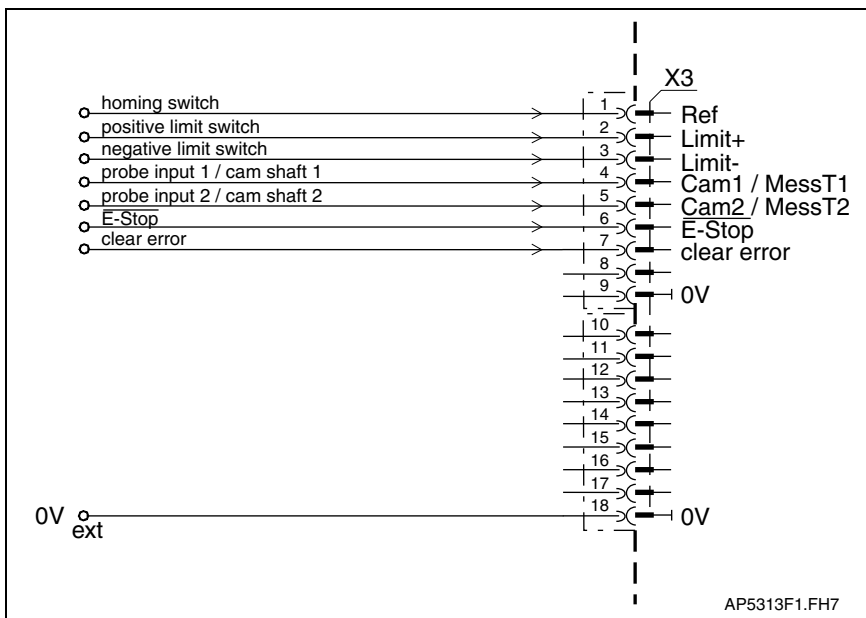 X3
homing switch 1 Ref
positive limit switch 2 Limit+
negative limit switch 3 Limit-
probe input 1 / cam shaft 1 4 Cam1 / MessT1
probe input 2 / cam shaft 2 5 Cam2 / MessT2
E-Stop 6 E-Stop
clear error 7 clear error
8
9 0V
10
11
12
13
14
15
16
17
0V 18 0V
ext
AP5313F1.FH7